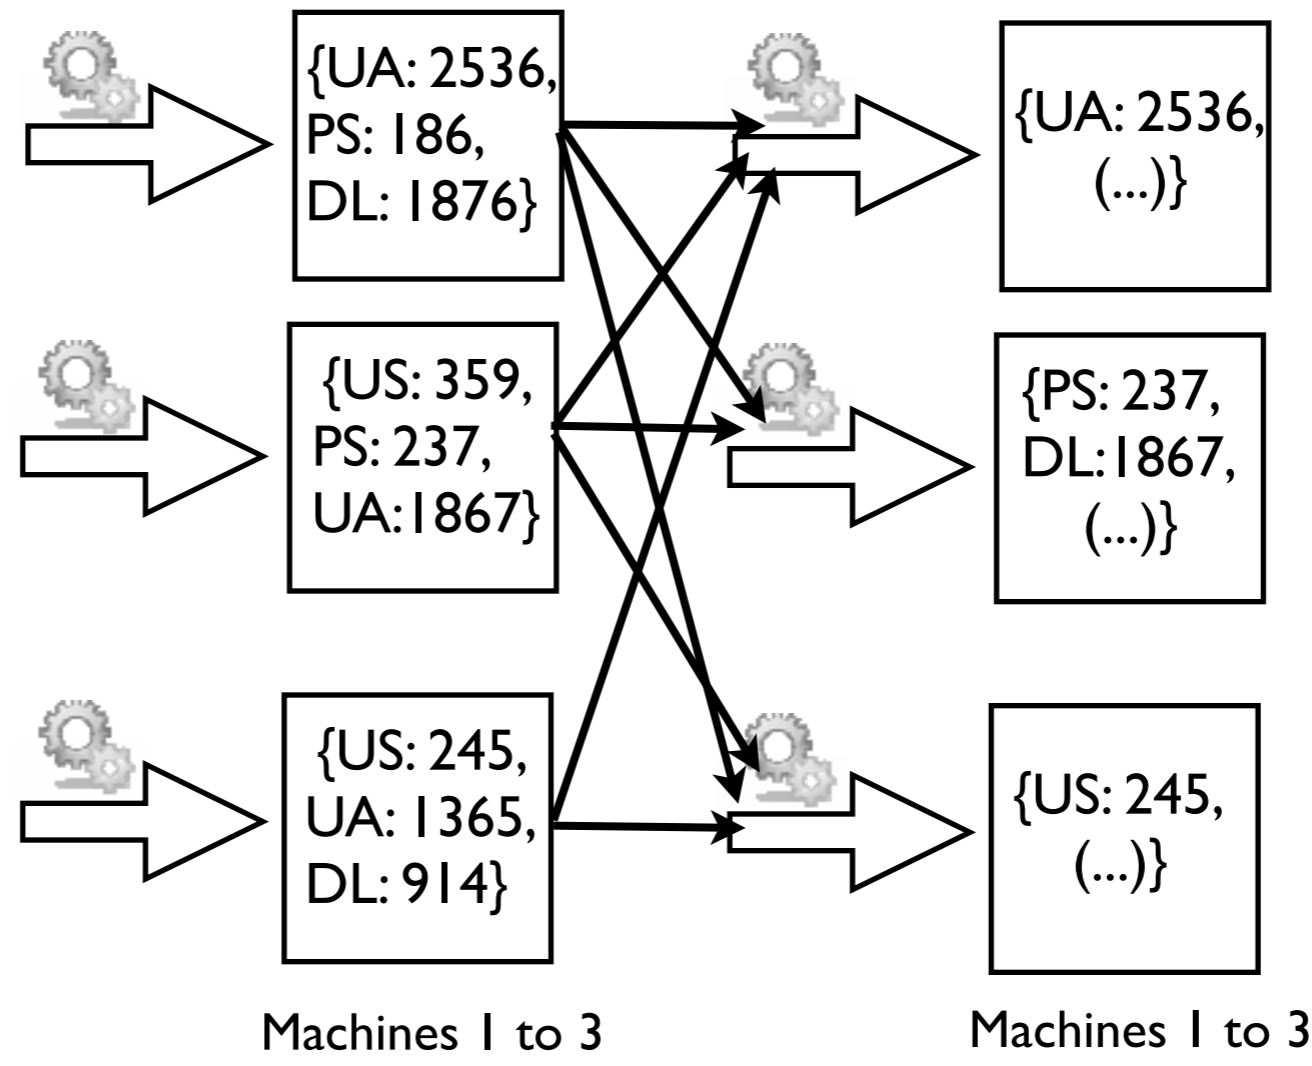 {UA: 2536,
PS: 186,
DL: 1876}
{UA: 2536,
(...)}
{US: 359,
PS: 237,
UA:1867}
{PS: 237,
DL:1867,
(...)}
{US: 245,
UA: 1365,
DL: 914}
{US: 245,
(...)}
Machines 1 to 3
Machines 1 to 3